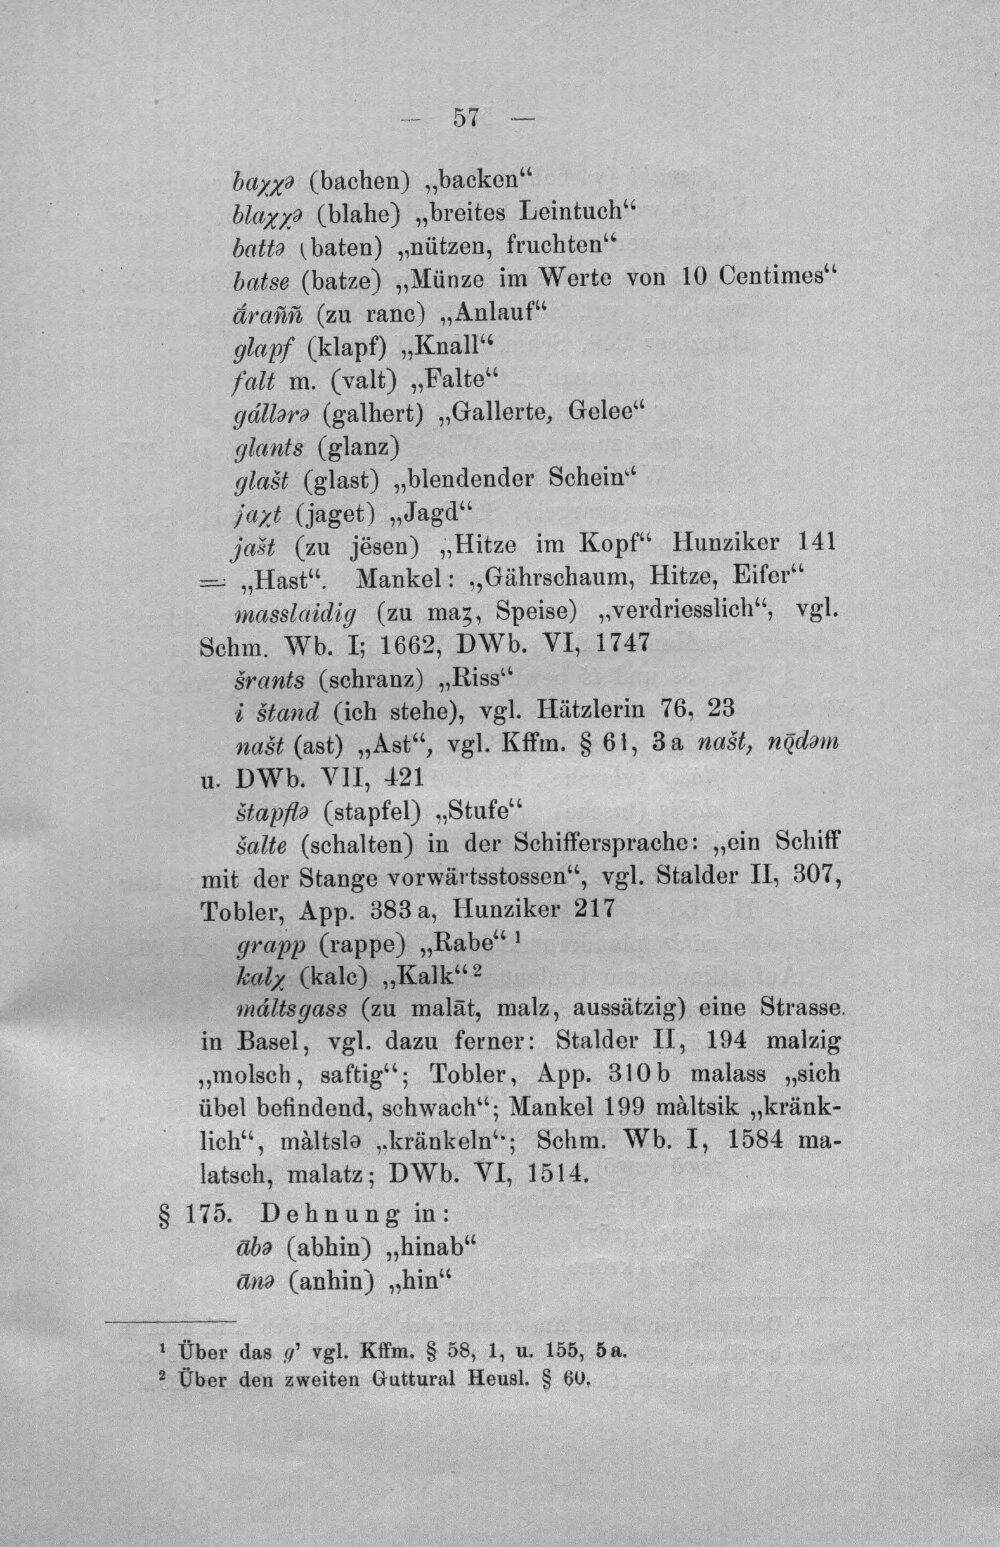 — 57 —
baχχə (bachen) „backen“
blaχχə (blahe) „breites Leintuch“
battə (baten) „nützen, fruchten“
batse (batze) „Münze im Werte von 10 Centimes“
áraññ (zu ranc) „Anlauf“
glapf (klapf) „Knall“
falt m. (valt) „Falte“
gállərə (galhert) „Gallerte, Gelee“
glants (glanz)
glašt (glast) „blendender Schein“
jaχt (jaget) „Jagd“
jašt (zu jësen) „Hitze im Kopf“ Hunziker 141
= „Hast“. Mankel: „Gährschaum, Hitze, Eifer“
masslaidig (zu maʒ, Speise) „verdriesslich“, vgl.
Schm. Wb. I; 1662, DWb. VI, 1747
šrants (schranz) „Riss“
i štand (ich stehe), vgl. Hätzlerin 76, 23
našt (ast) „Ast“, vgl. Kffm. § 61, 3a našt, nǭdəm
u. DWb. VII, 421
štapflə (stapfel) „Stufe“
šalte (schalten) in der Schiffersprache: „ein Schiff
mit der Stange vorwärtsstossen“, vgl. Stalder II, 307,
Tobler, App. 383a, Hunziker 217
grapp (rappe) „Rabe“ ¹
kalχ (kalc) „Kalk“ ²
máltsgass (zu malāt, malz, aussätzig) eine Strasse
in Basel, vgl. dazu ferner: Stalder II, 194 malzig
„molsch, saftig“; Tobler, App. 310b malass „sich
übel befindend, schwach“; Mankel 199 màltsik „kränk-
lich“, màltslə „kränkeln“; Schm. Wb. I, 1584 ma-
latsch, malatz; DWb. VI, 1514.
§ 175. Dehnung in:
ābə (abhin) „hinab“
ānə (anhin) „hin“
¹ Über das g’ vgl. Kffm. § 58, 1, u. 155, 5a.
² Über den zweiten Guttural Heusl. § 60.